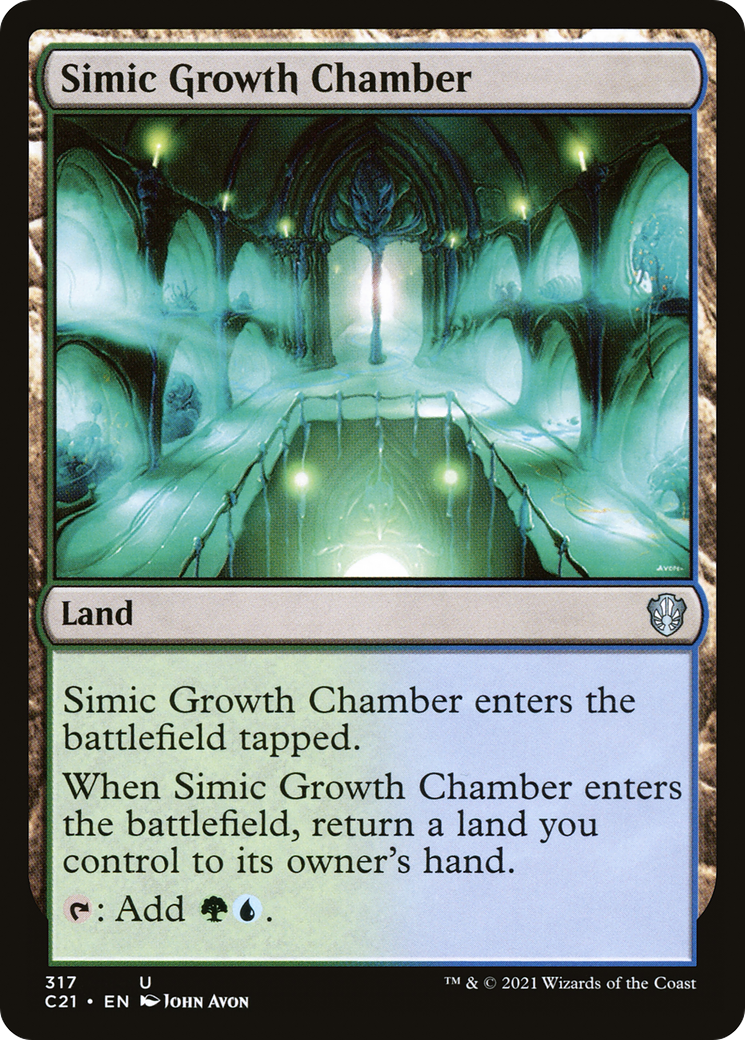 Simic Growth Chamber
AVON
Land
Simic Growth Chamber enters the
battlefield tapped.
When Simic Growth Chamber enters
the battlefield, return a land you
control to its owner's hand.
: Add .
317 U
C21 • EN JOHN AVON
™ & © 2021 Wizards of the Coast